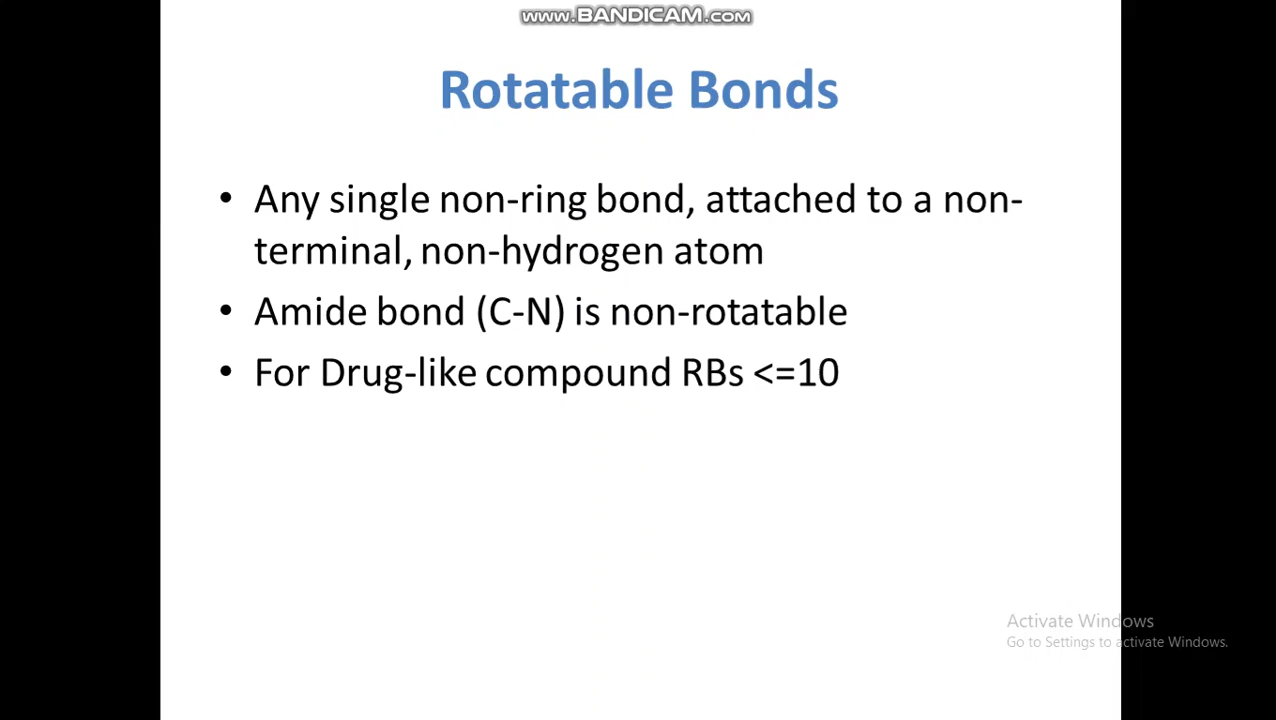 www.BANDICAM.com
Rotatable Bonds
• Any single non-ring bond, attached to a non-
terminal, non-hydrogen atom
• Amide bond (C-N) is non-rotatable
• For Drug-like compound RBs <=10
Activate Windows
Go to Settings to activate Windows.